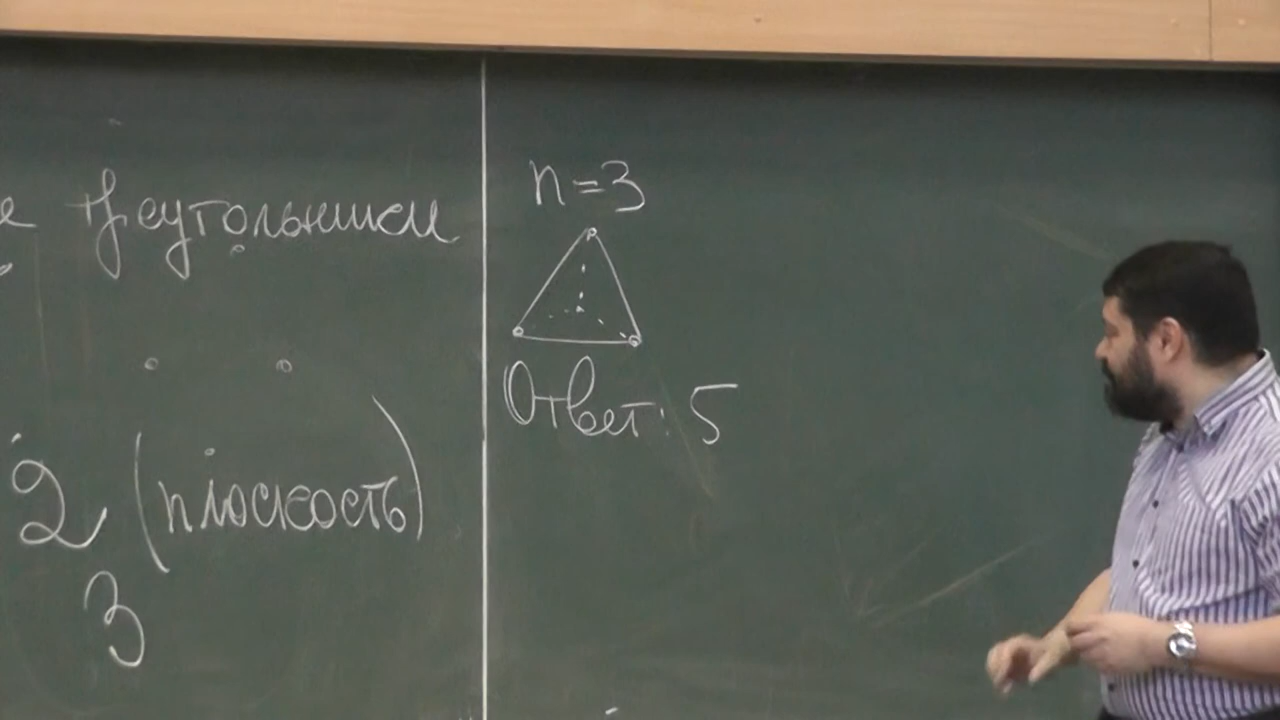 треугольники
2 (плоскость)
3
n=3
Ответ: 5